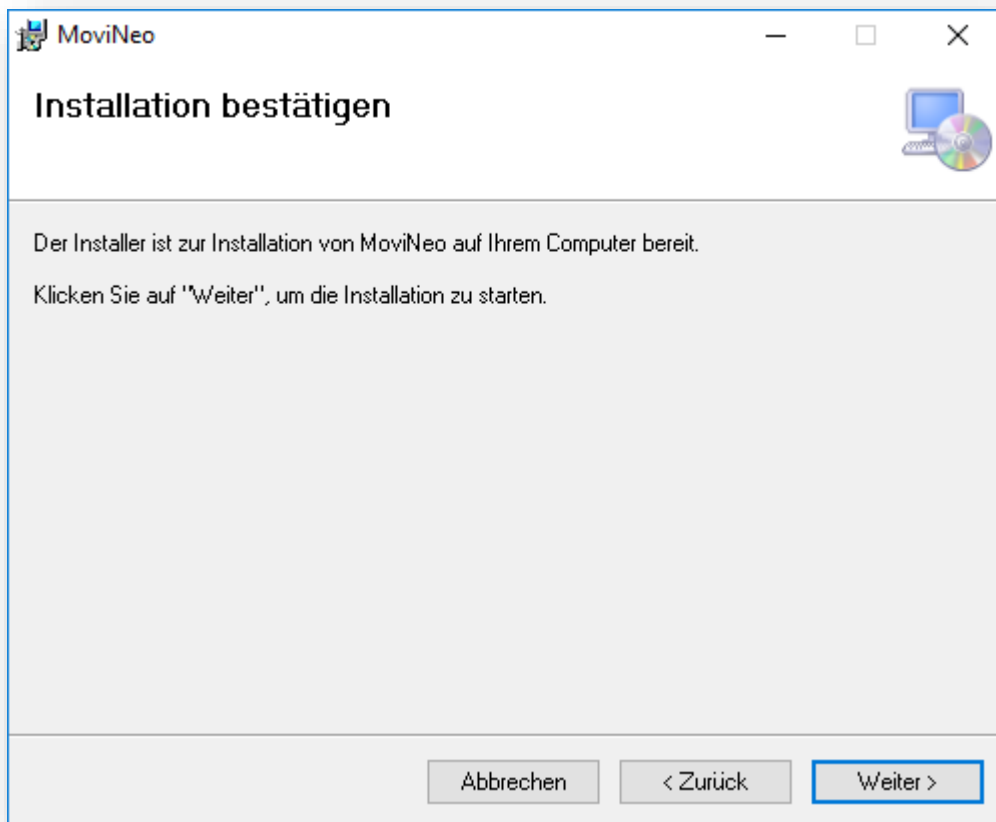 MoviNeo
Installation bestätigen
Der Installer ist zur Installation von MoviNeo auf Ihrem Computer bereit.
Klicken Sie auf "Weiter", um die Installation zu starten.
Abbrechen
< Zurück
Weiter >